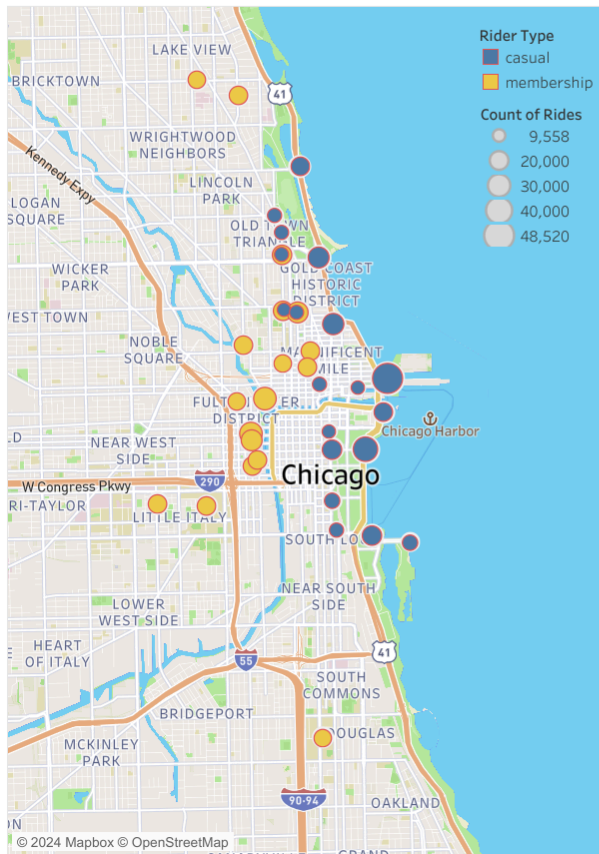 LAKE VIEW
BRICKTOWN
41
WRIGHTWOOD
NEIGHBORS
Kennedy Expy
LINCOLN
PARK
LOGAN
SQUARE
OLD TOWN
TRIANGLE
GOLD COAST
HISTORIC
DISTRICT
WICKER
PARK
WEST TOWN
NOBLE
SQUARE
MAGNIFICENT
MILE
FULTON RIVER
DISTRICT
Chicago Harbor
NEAR WEST
SIDE
Chicago
W Congress Pkwy
290
RI-TAYLOR
LITTLE ITALY
SOUTH LO
NEAR SOUTH
SIDE
LOWER
WEST SIDE
HEART
OF ITALY
41
55
SOUTH
COMMONS
BRIDGEPORT
DOUGLAS
MCKINLEY
PARK
90-94
OAKLAND
© 2024 Mapbox © OpenStreetMap
Rider Type
casual
membership
Count of Rides
9,558
20,000
30,000
40,000
48,520